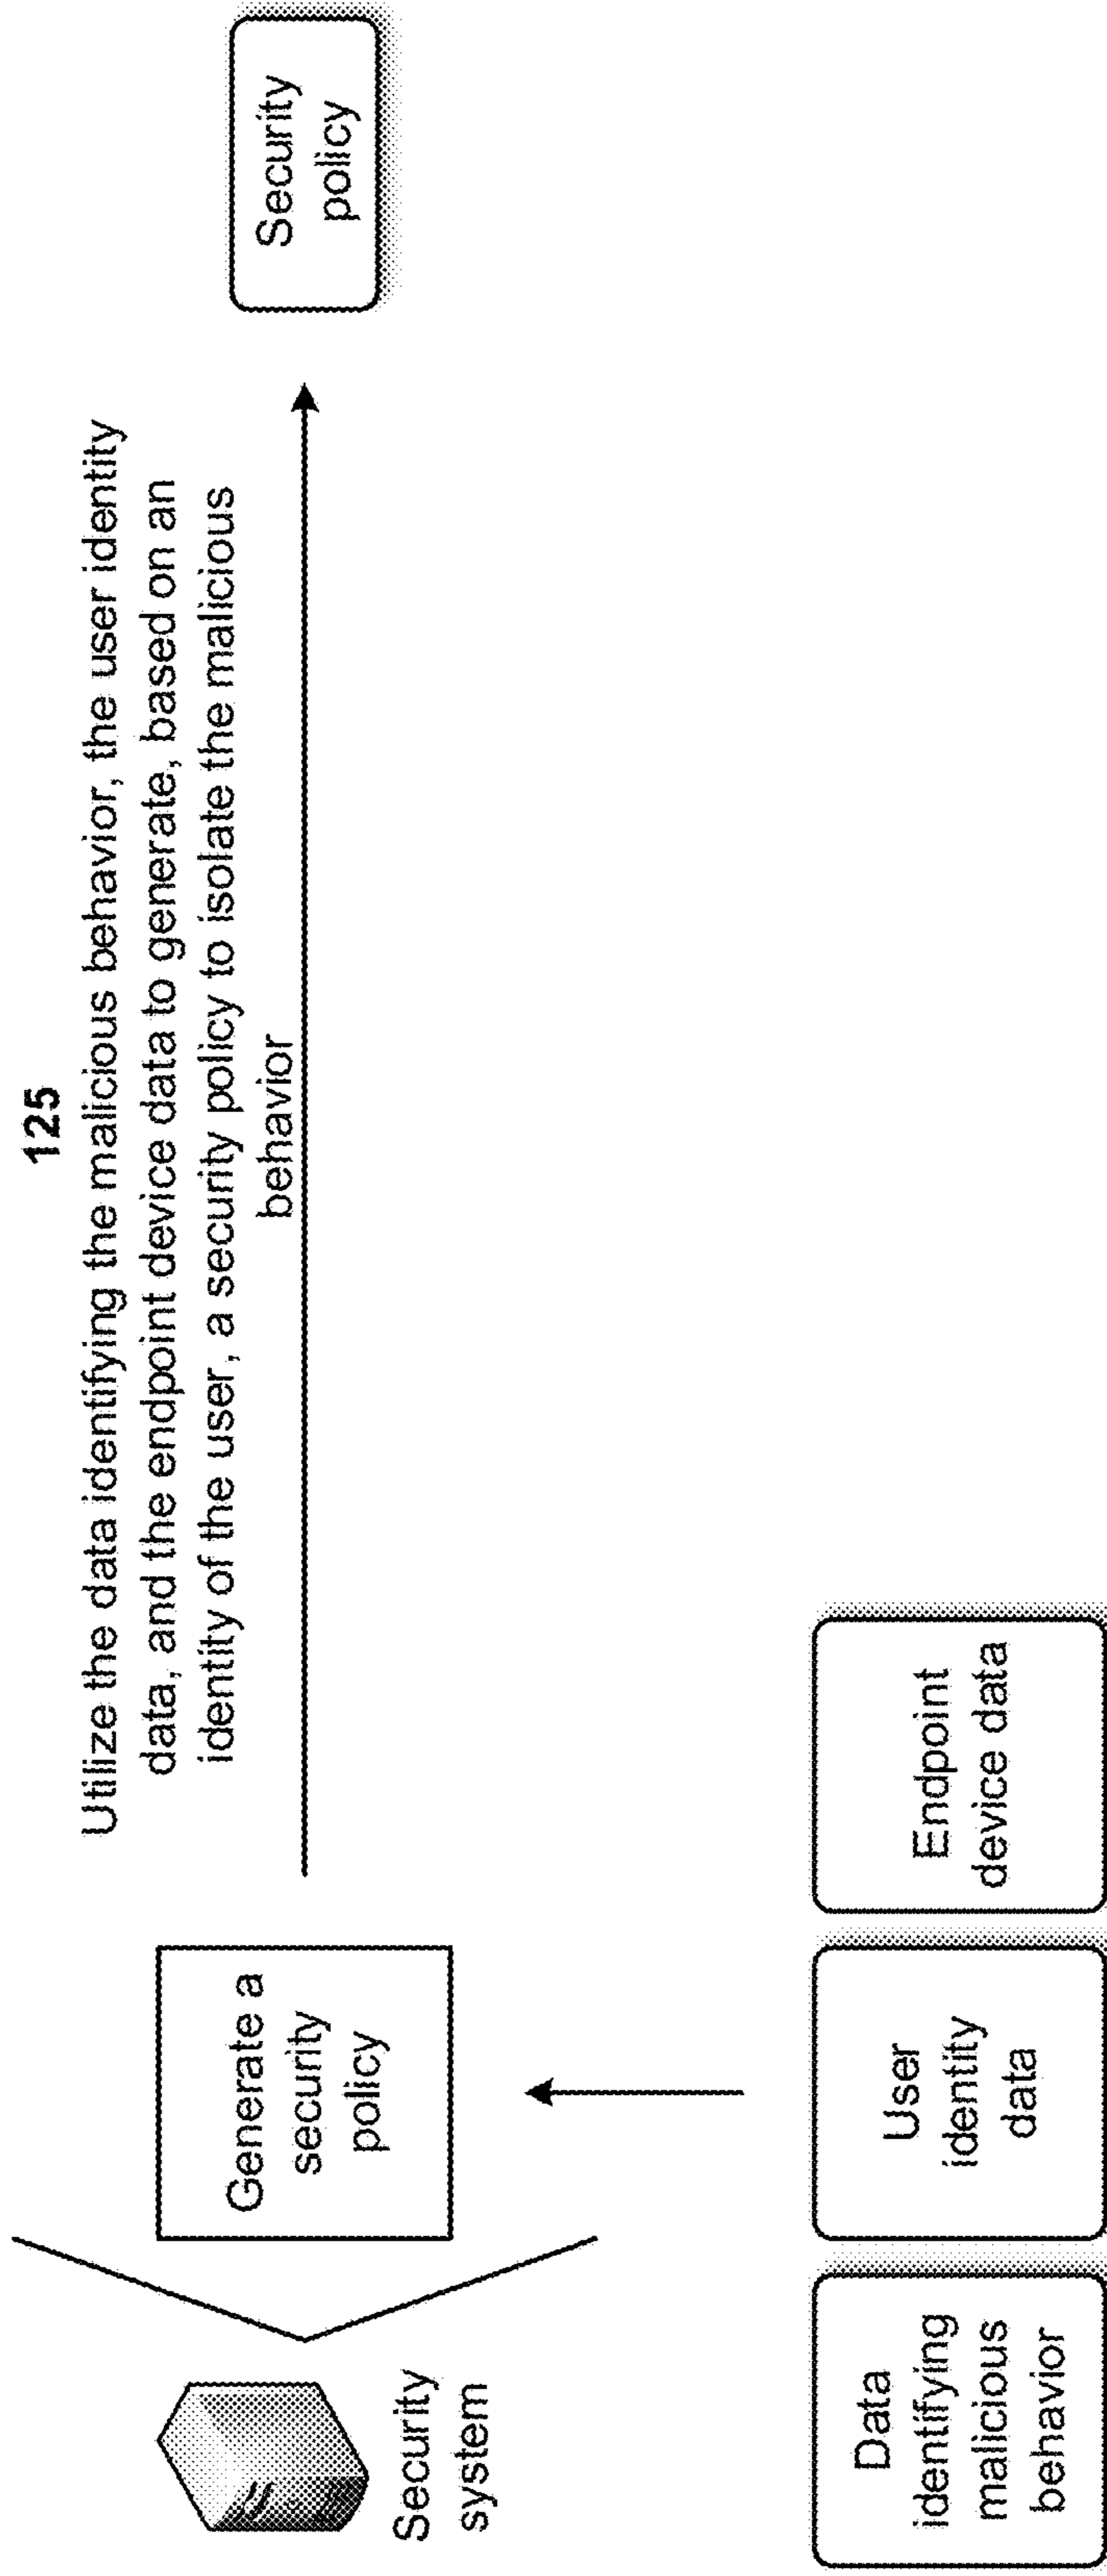 125
Utilize the data identifying the malicious behavior, the user identity
data, and the endpoint device data to generate, based on an
identity of the user, a security policy to isolate the malicious
behavior
Security
system
Generate a
security
policy
Security
policy
Data
identifying
malicious
behavior
User
identity
data
Endpoint
device data